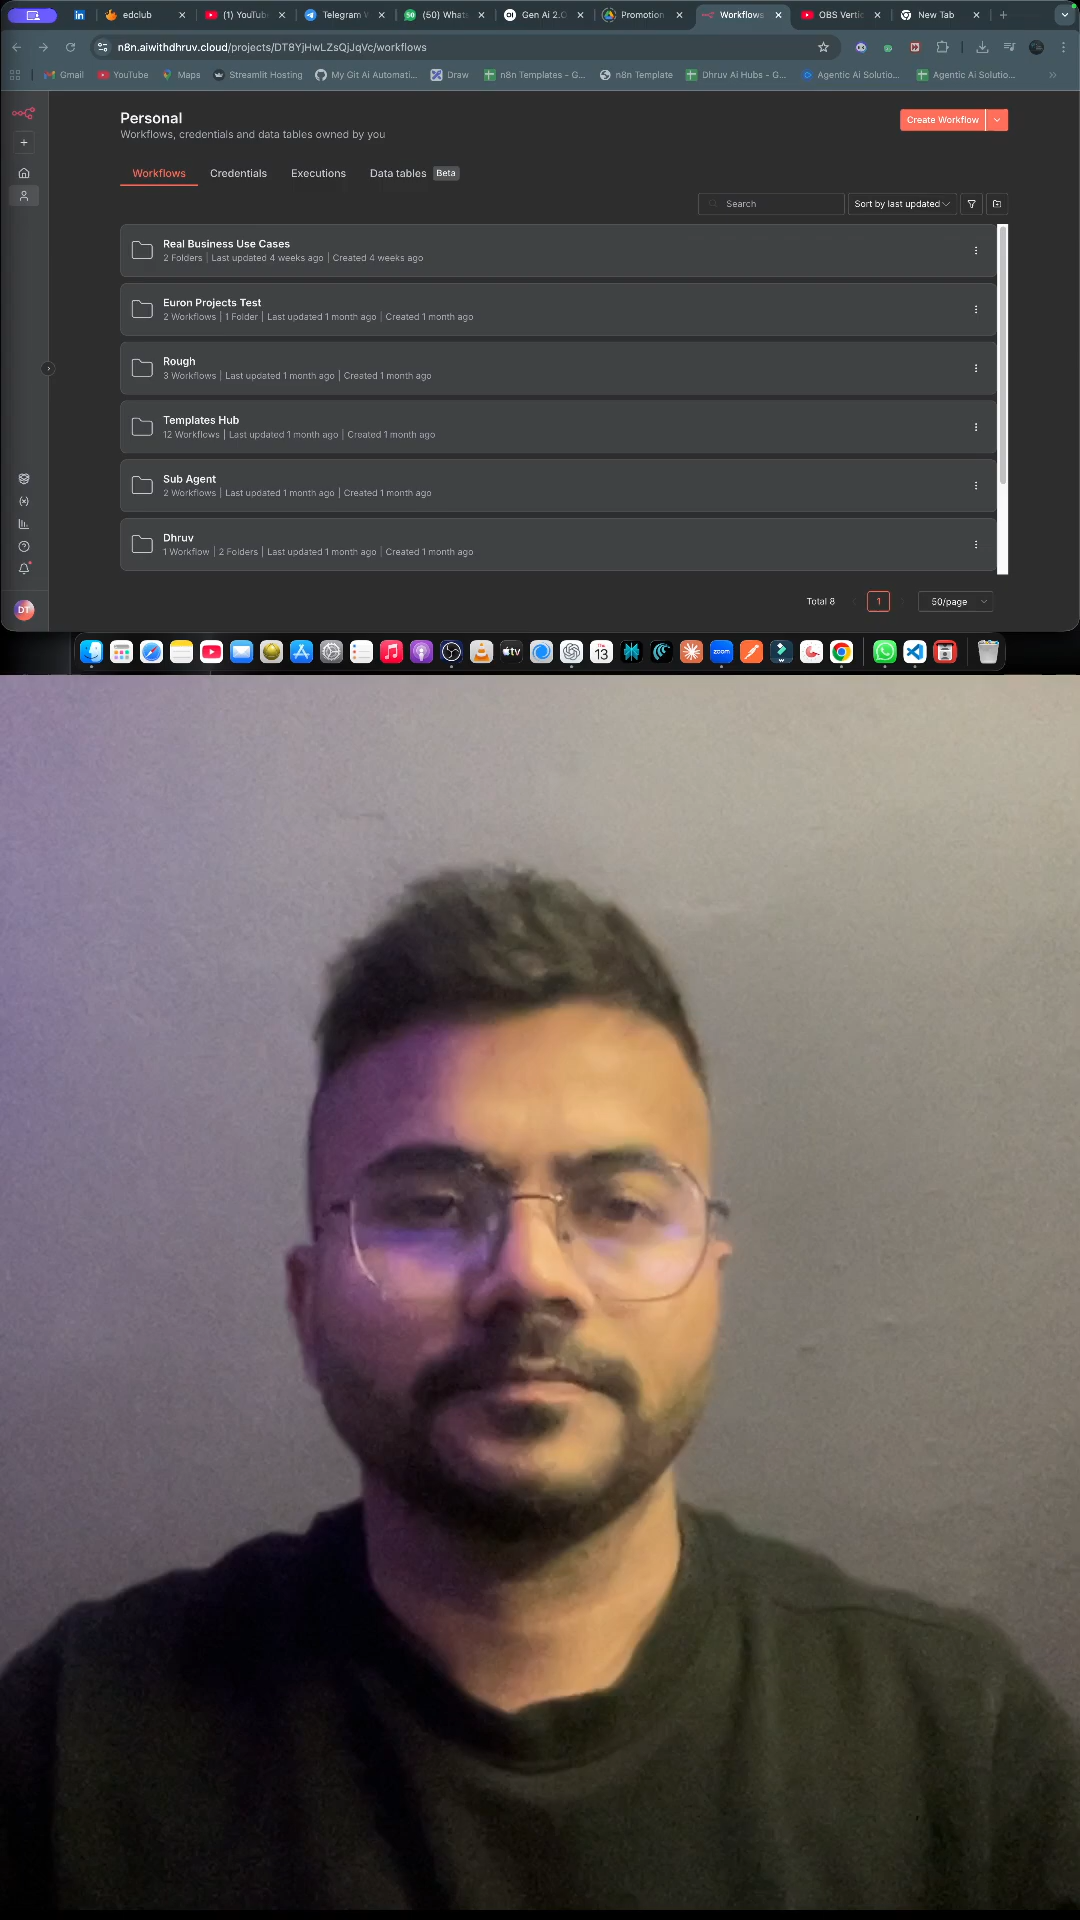 edclub
(1) YouTub
Telegram W
(50) What
Gen Ai 2.0
Promotion
Workflows
OBS Vertic
New Tab
n8n.aiwithdhruv.cloud/projects/DT8YjHwLZsQjJqVc/workflows
Gmail
YouTube
Maps
Streamlit Hosting
My Git Ai Automati...
Draw
n8n Templates - G...
n8n Template
Dhruv Ai Hubs - G...
Agentic Ai Solutio...
Agentic Ai Solutio...
Personal
Workflows, credentials and data tables owned by you
Create Workflow
Workflows
Credentials
Executions
Data tables
Beta
Search
Sort by last updated
Real Business Use Cases
2 Folders | Last updated 4 weeks ago | Created 4 weeks ago
Euron Projects Test
2 Workflows | 1 Folder | Last updated 1 month ago | Created 1 month ago
Rough
3 Workflows | Last updated 1 month ago | Created 1 month ago
Templates Hub
12 Workflows | Last updated 1 month ago | Created 1 month ago
Sub Agent
2 Workflows | Last updated 1 month ago | Created 1 month ago
Dhruv
1 Workflow | 2 Folders | Last updated 1 month ago | Created 1 month ago
Total 8
1
50/page
DT
tv
13
zoom